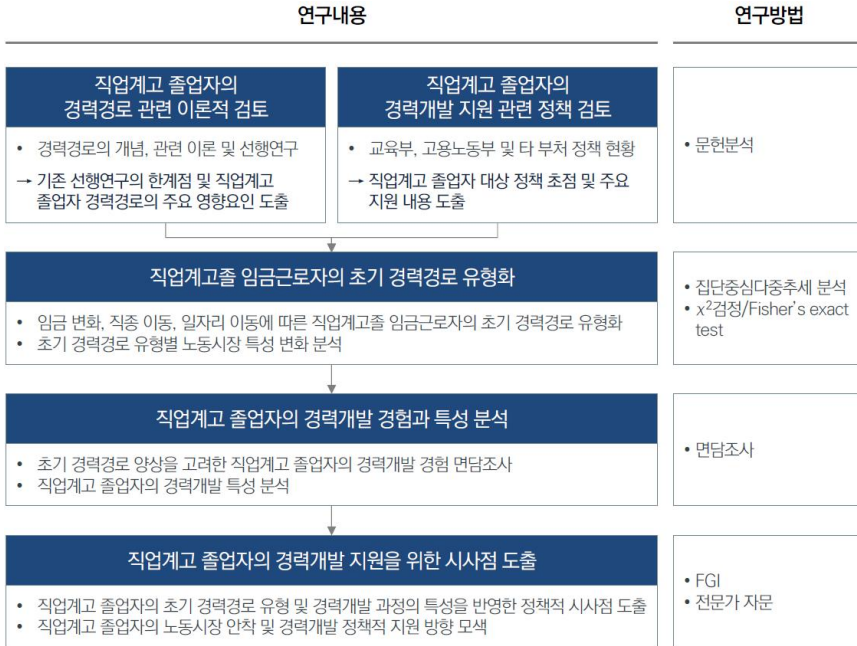 연구내용
연구방법
직업계고 졸업자의
경력경로 관련 이론적 검토
• 경력경로의 개념, 관련 이론 및 선행연구
→ 기존 선행연구의 한계점 및 직업계고
졸업자 경력경로의 주요 영향요인 도출
직업계고 졸업자의
경력개발 지원 관련 정책 검토
• 교육부, 고용노동부 및 타 부처 정책 현황
→ 직업계고 졸업자 대상 정책 초점 및 주요
지원 내용 도출
• 문헌분석
직업계고졸 임금근로자의 초기 경력경로 유형화
• 임금 변화, 직종 이동, 일자리 이동에 따른 직업계고졸 임금근로자의 초기 경력경로 유형화
• 초기 경력경로 유형별 노동시장 특성 변화 분석
• 집단중심다중추세 분석
• x²검정/Fisher's exact
test
직업계고 졸업자의 경력개발 경험과 특성 분석
• 초기 경력경로 양상을 고려한 직업계고 졸업자의 경력개발 경험 면담조사
• 직업계고 졸업자의 경력개발 특성 분석
• 면담조사
직업계고 졸업자의 경력개발 지원을 위한 시사점 도출
• 직업계고 졸업자의 초기 경력경로 유형 및 경력개발 과정의 특성을 반영한 정책적 시사점 도출
• 직업계고 졸업자의 노동시장 안착 및 경력개발 정책적 지원 방향 모색
• FGI
• 전문가 자문